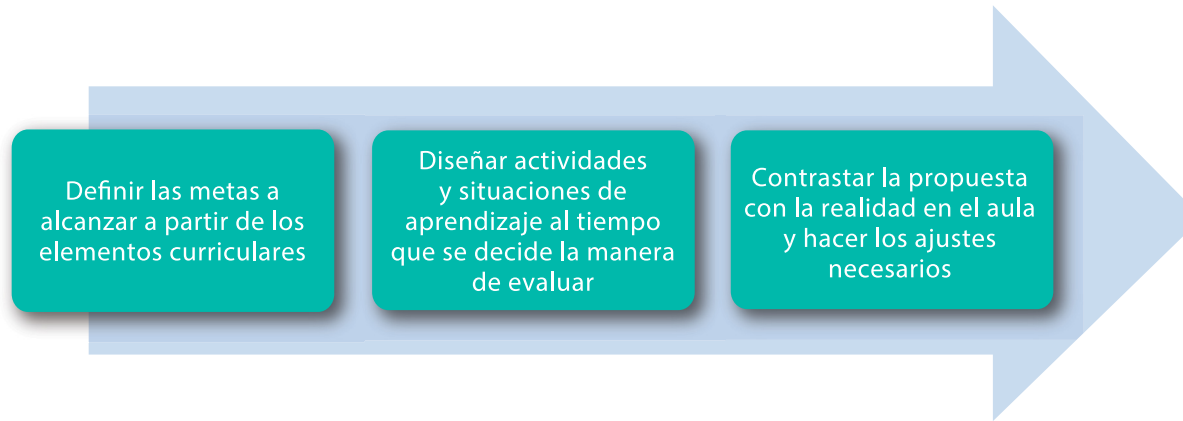 Definir las metas a
alcanzar a partir de los
elementos curriculares
Diseñar actividades
y situaciones de
aprendizaje al tiempo
que se decide la manera
de evaluar
Contrastar la propuesta
con la realidad en el aula
y hacer los ajustes
necesarios